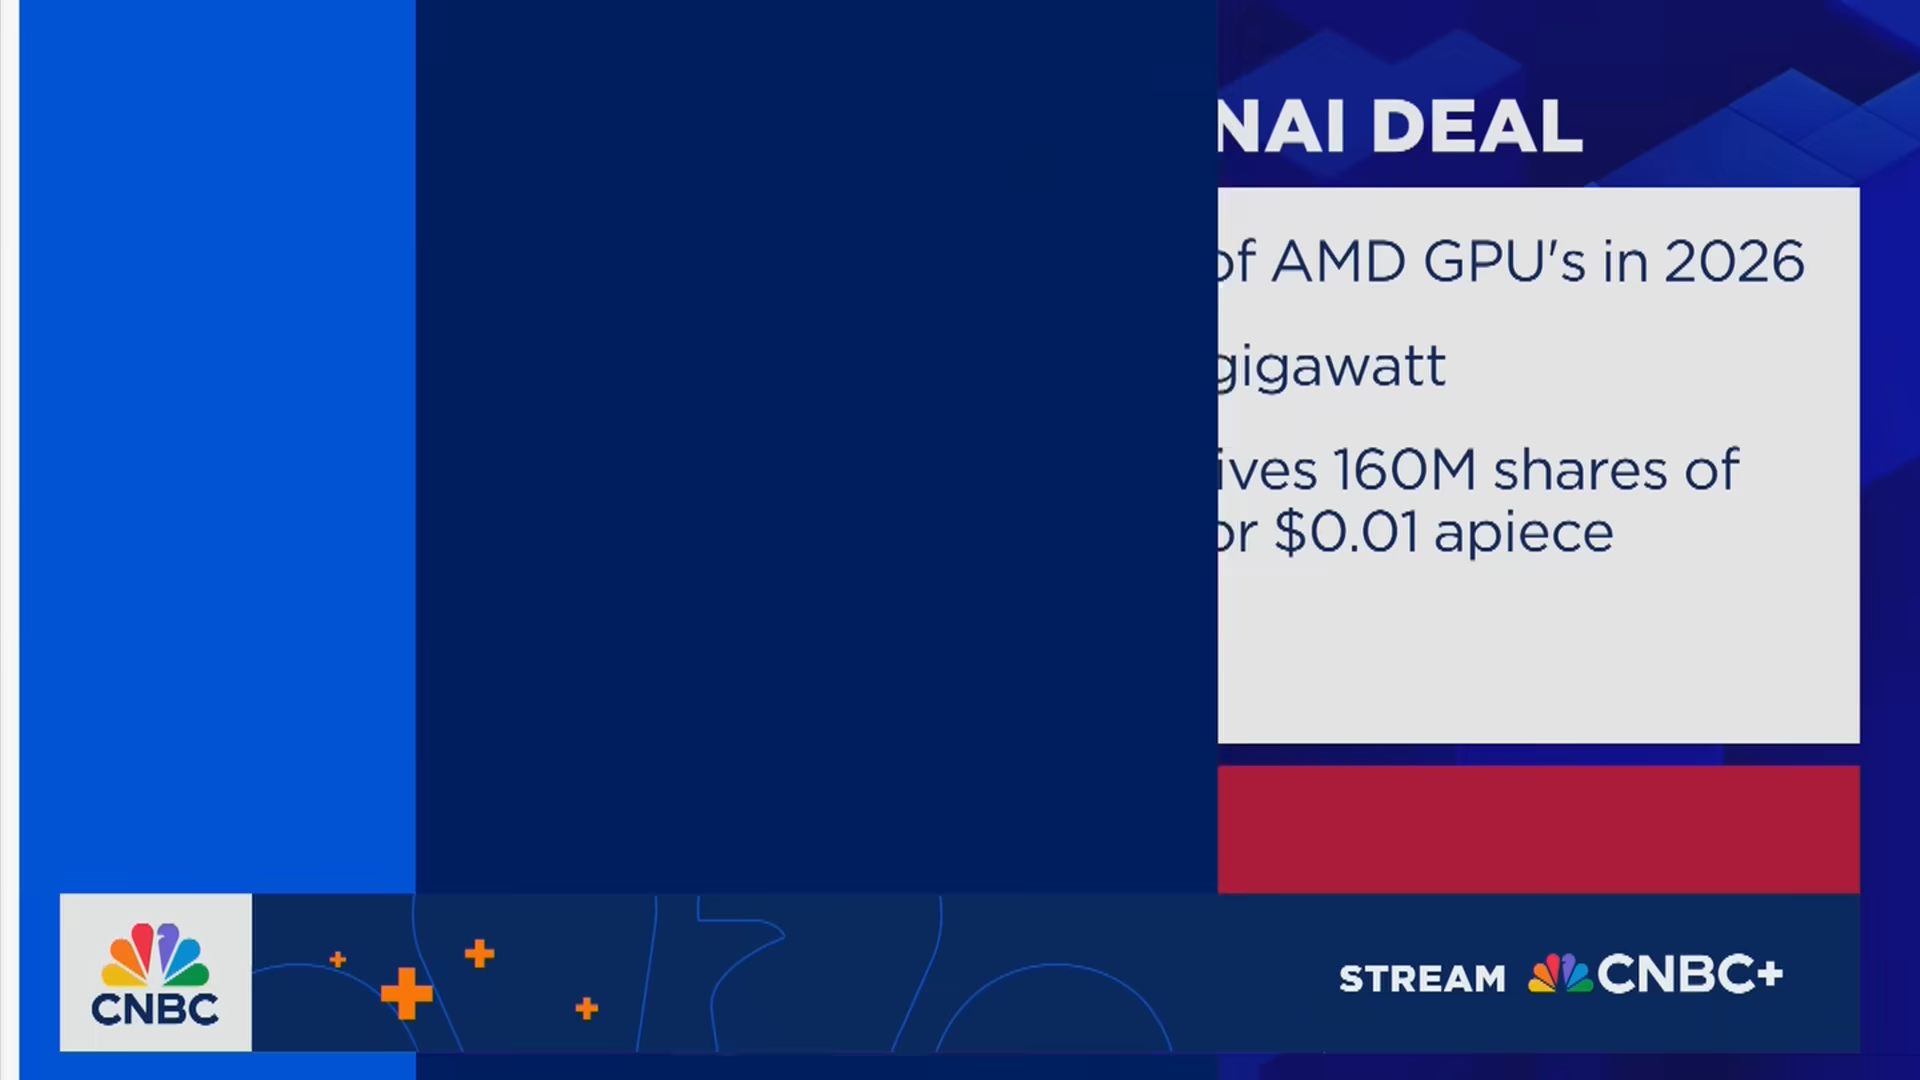 NAI DEAL
of AMD GPU's in 2026
gigawatt
ives 160M shares of
or $0.01 apiece
CNBC
STREAM CNBC+